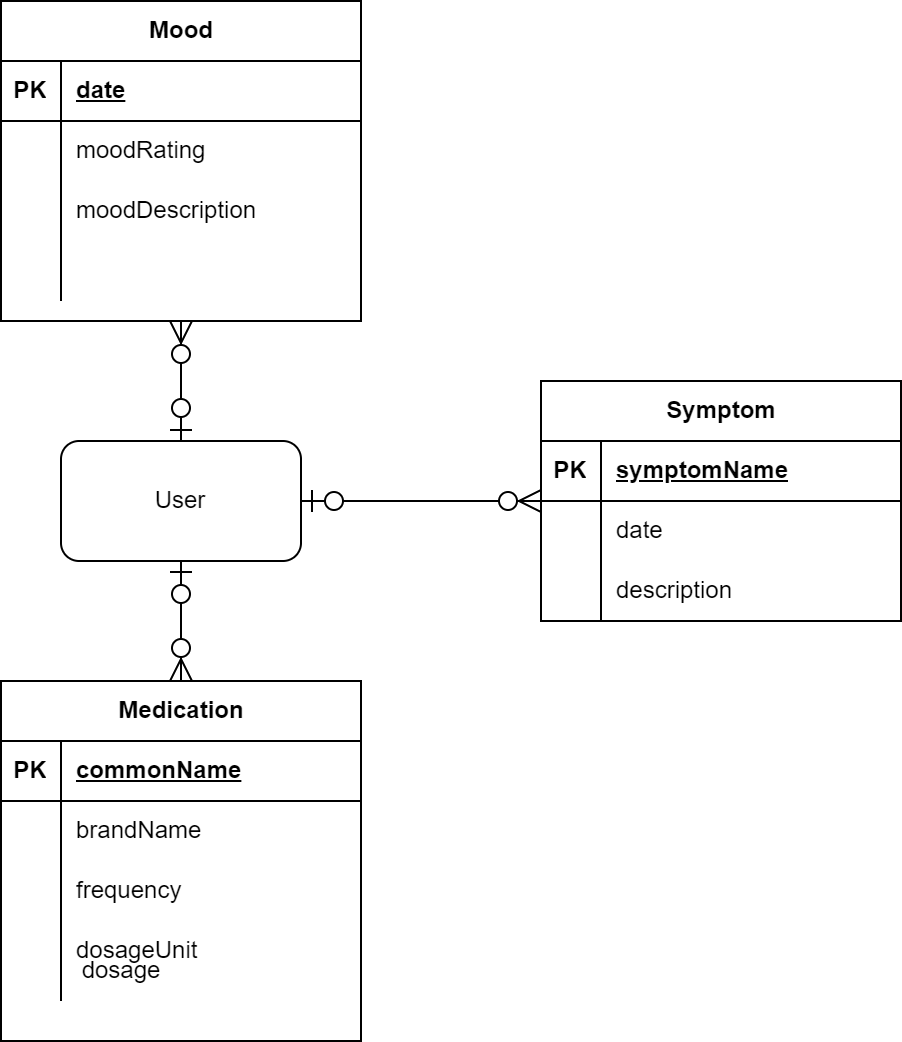 Mood
PK date
moodRating
moodDescription
User
Symptom
PK symptomName
date
description
Medication
PK commonName
brandName
frequency
dosageUnit
dosage